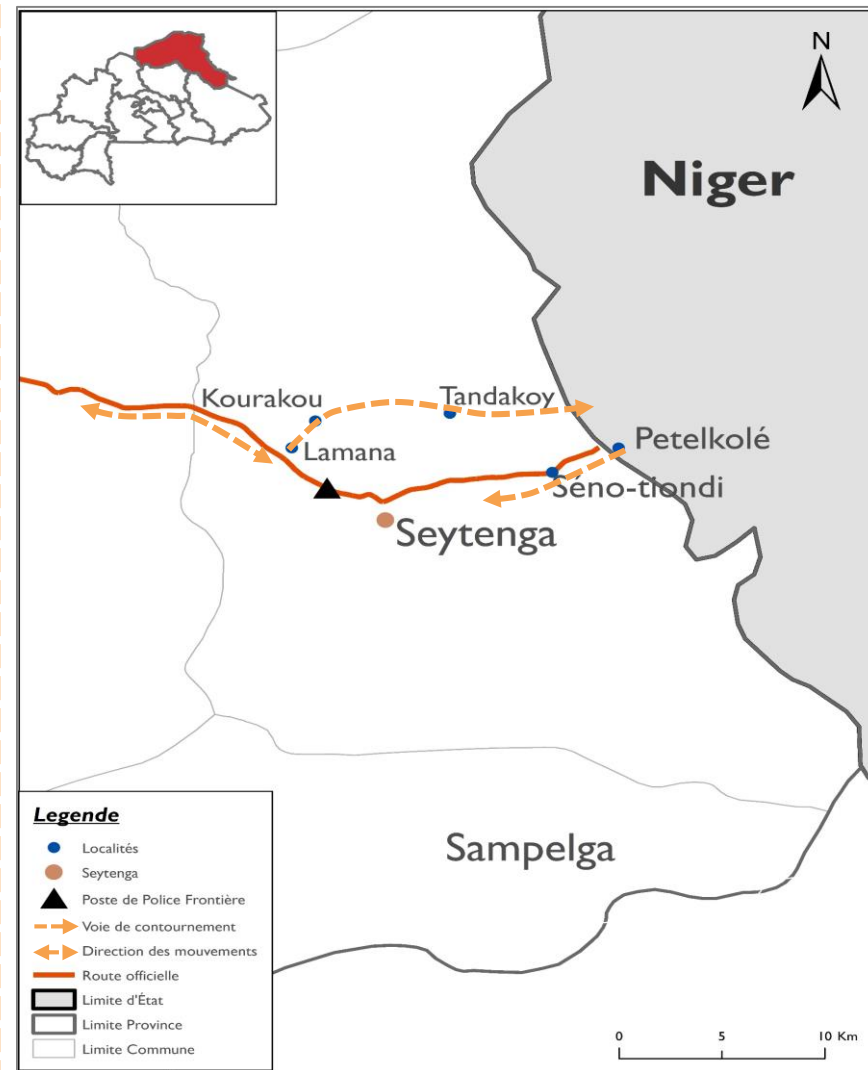 N
Niger
Kourakou
Tandakoy
Lamana
Petelkolé
Séno-tiondi
Seytenga
Sampelga
Legende
Localités
Seytenga
Poste de Police Frontière
Voie de contournement
Direction des mouvements
Route officielle
Limite d'État
Limite Province
Limite Commune
0 5 10 Km